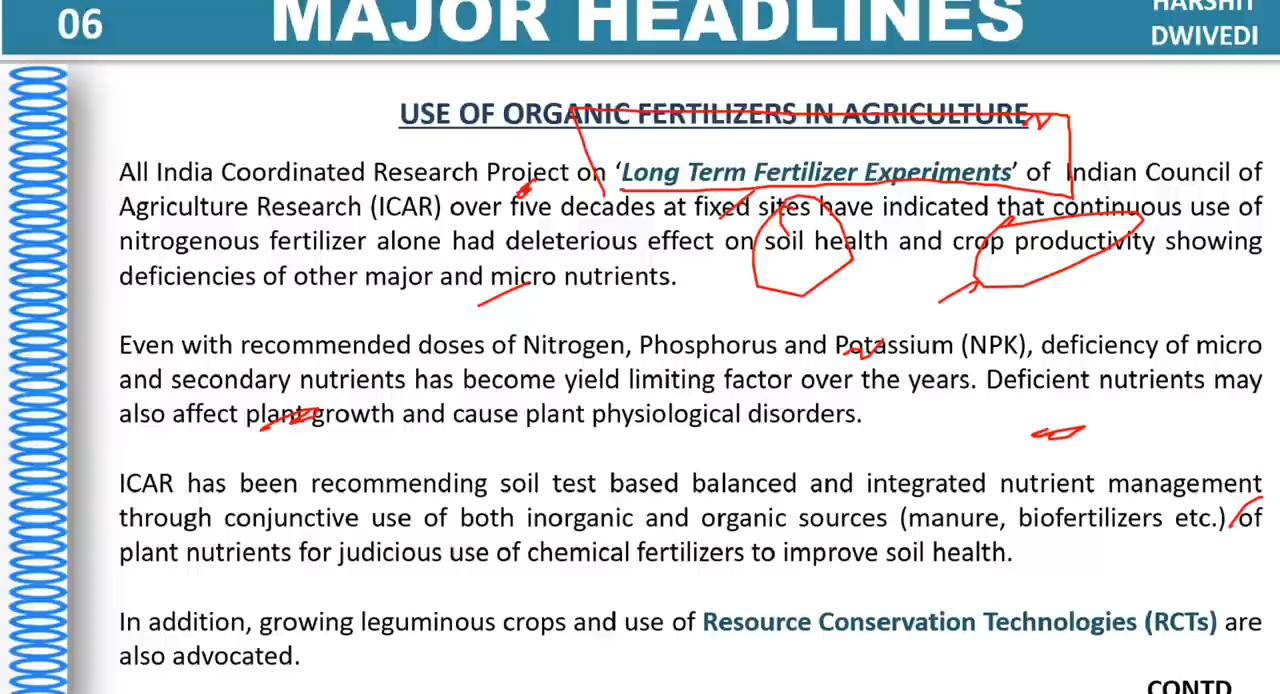 06
MAJOR HEADLINES
HARSHIT
DWIVEDI
USE OF ORGANIC FERTILIZERS IN AGRICULTURE
All India Coordinated Research Project on ‘Long Term Fertilizer Experiments’ of Indian Council of
Agriculture Research (ICAR) over five decades at fixed sites have indicated that continuous use of
nitrogenous fertilizer alone had deleterious effect on soil health and crop productivity showing
deficiencies of other major and micro nutrients.
Even with recommended doses of Nitrogen, Phosphorus and Potassium (NPK), deficiency of micro
and secondary nutrients has become yield limiting factor over the years. Deficient nutrients may
also affect plant growth and cause plant physiological disorders.
ICAR has been recommending soil test based balanced and integrated nutrient management
through conjunctive use of both inorganic and organic sources (manure, biofertilizers etc.) of
plant nutrients for judicious use of chemical fertilizers to improve soil health.
In addition, growing leguminous crops and use of Resource Conservation Technologies (RCTs) are
also advocated.
CONTD